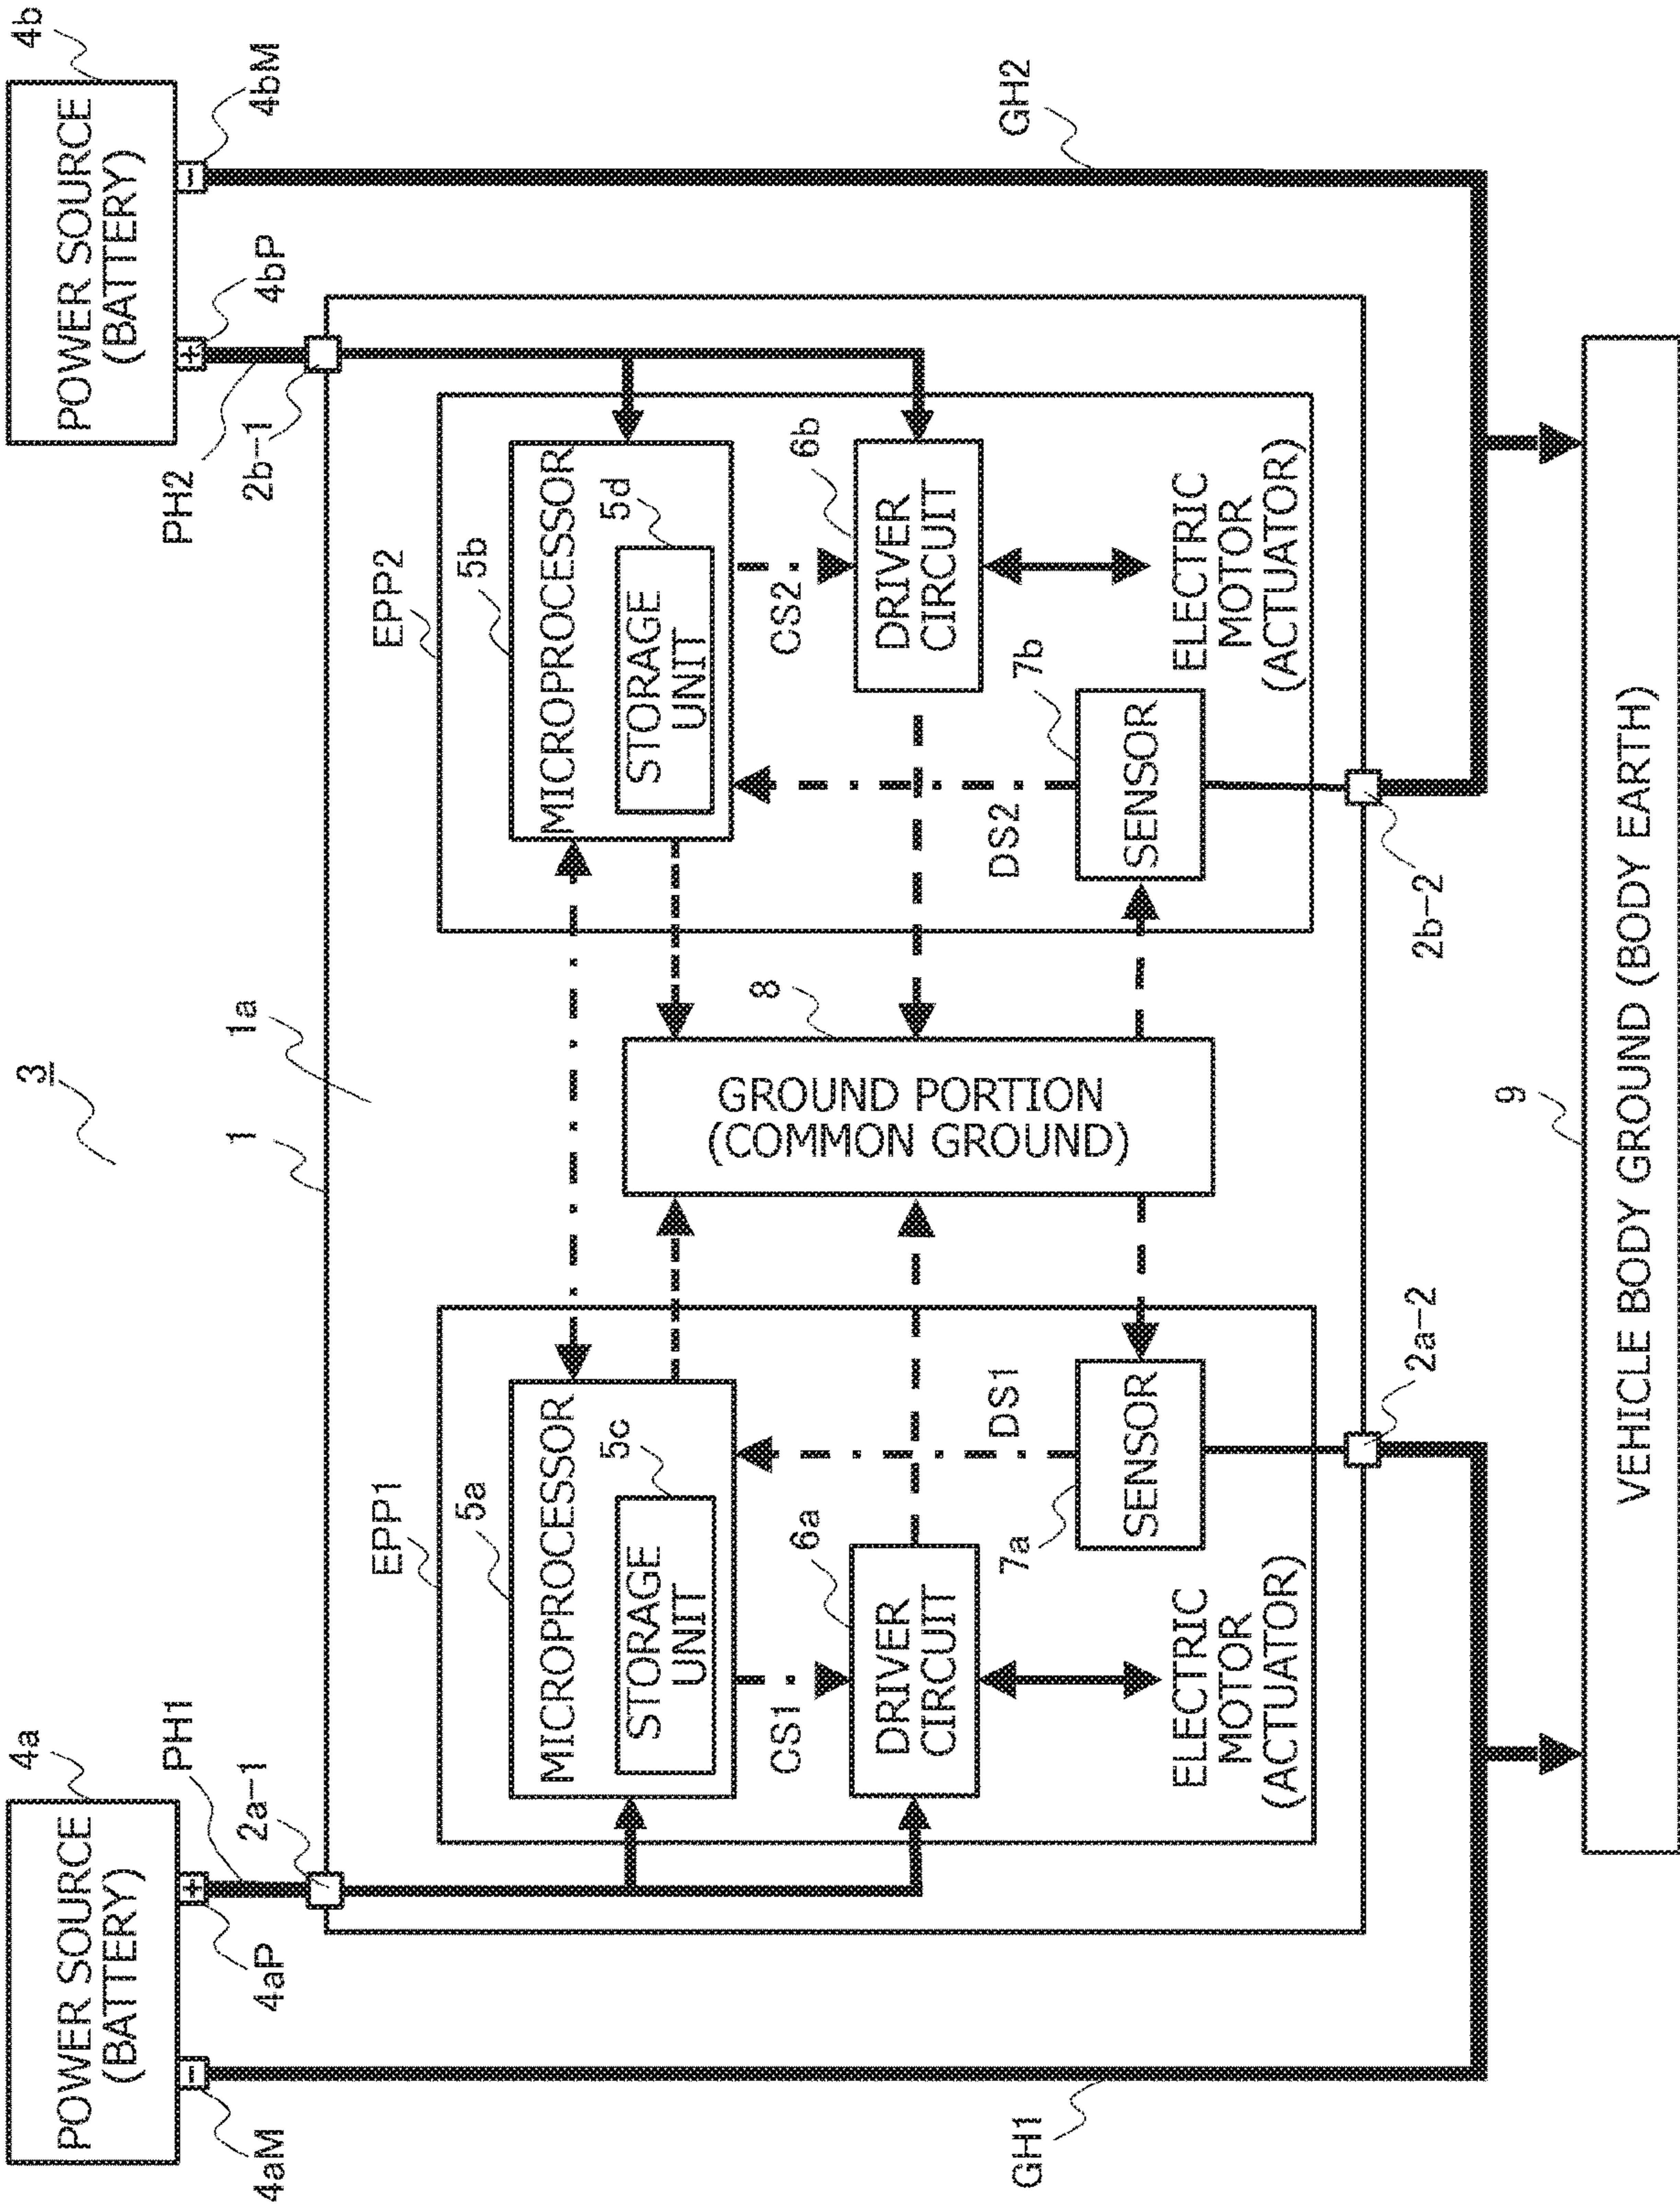 3
4a
POWER SOURCE
(BATTERY)
4aM
4aP
PH1
2a-1
1
1a
4b
POWER SOURCE
(BATTERY)
4bP
4bM
PH2
2b-1
EPP1
5a
MICROPROCESSOR
5c
STORAGE
UNIT
CS1
6a
DRIVER
CIRCUIT
DS1
7a
SENSOR
ELECTRIC
MOTOR
(ACTUATOR)
8
GROUND PORTION
(COMMON GROUND)
EPP2
5b
MICROPROCESSOR
5d
STORAGE
UNIT
CS2
6b
DRIVER
CIRCUIT
DS2
7b
SENSOR
ELECTRIC
MOTOR
(ACTUATOR)
GH1
GH2
2a-2
2b-2
9
VEHICLE BODY GROUND (BODY EARTH)